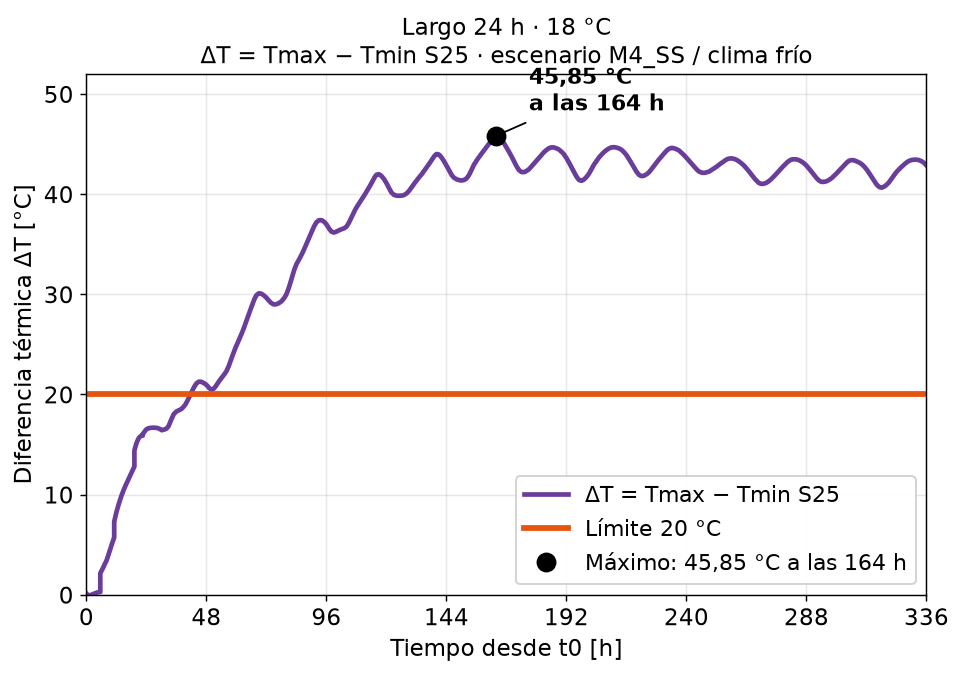 Largo 24 h · 18 °C
ΔT = Tmax − Tmin S25 · escenario M4_SS / clima frío
45,85 °C
a las 164 h
Diferencia térmica ΔT [°C]
50
40
30
20
10
0
ΔT = Tmax − Tmin S25
Límite 20 °C
Máximo: 45,85 °C a las 164 h
0 48 96 144 192 240 288 336
Tiempo desde t0 [h]